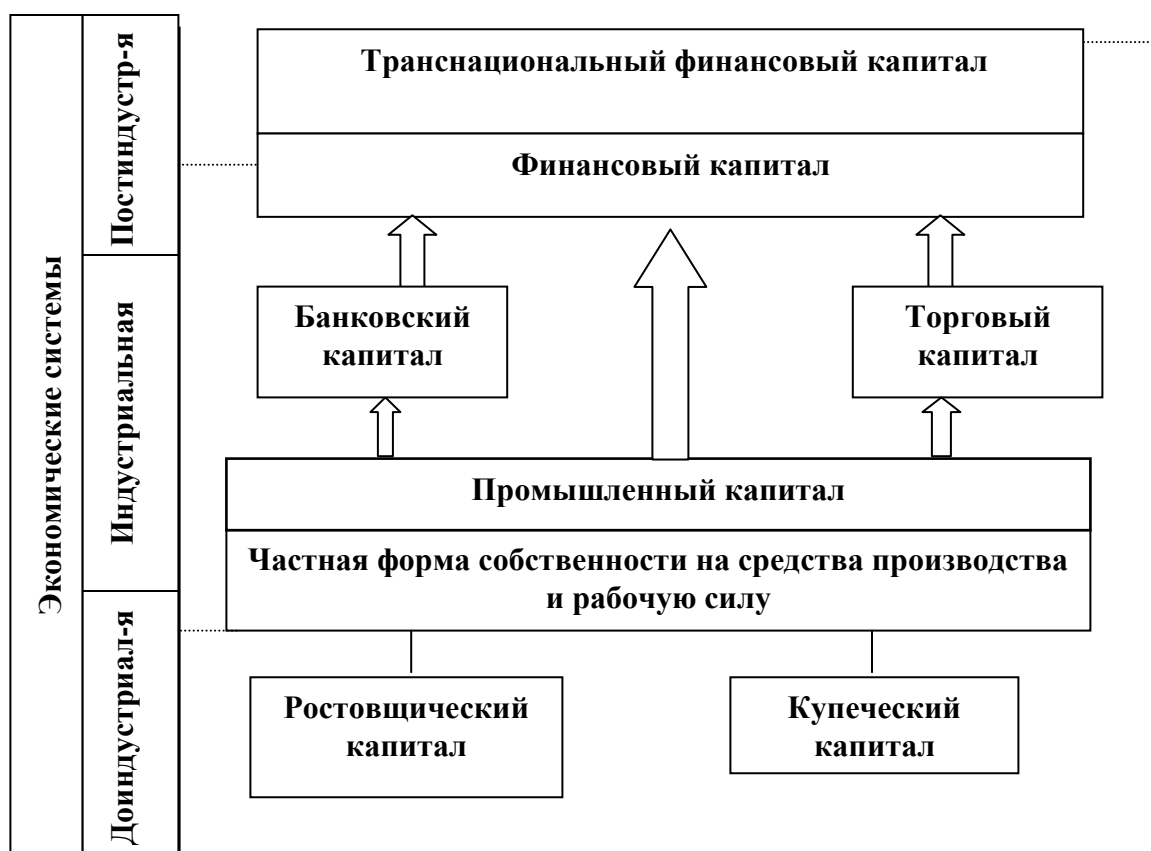 Экономические системы
Постиндустр-я
Индустриальная
Доиндустриал-я
Транснациональный финансовый капитал
Финансовый капитал
Банковский
капитал
Торговый
капитал
Промышленный капитал
Частная форма собственности на средства производства
и рабочую силу
Ростовщический
капитал
Купеческий
капитал